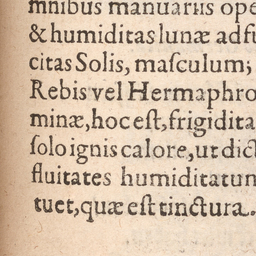 mnibus manuariis ope
& humiditas lunæ adfu
citas Solis, maſculum;
Rebis vel Hermaphro
minæ, hoc eſt, frigidita
ſolo ignis calore, ut dict
fluitates humiditatum
tuet, quæ eſt tinctura.